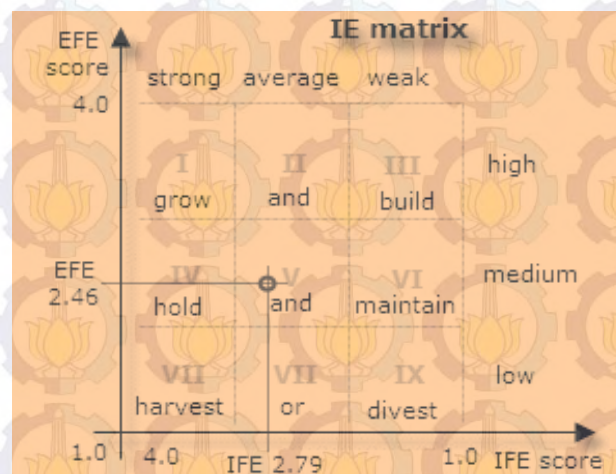 IE matrix
EFE
score
4.0
strong average weak
I II III
high
grow and build
EFE
2.46
IV V VI
medium
hold and maintain
VII VII IX
low
harvest or divest
1.0 4.0 IFE 2.79 1.0 IFE score